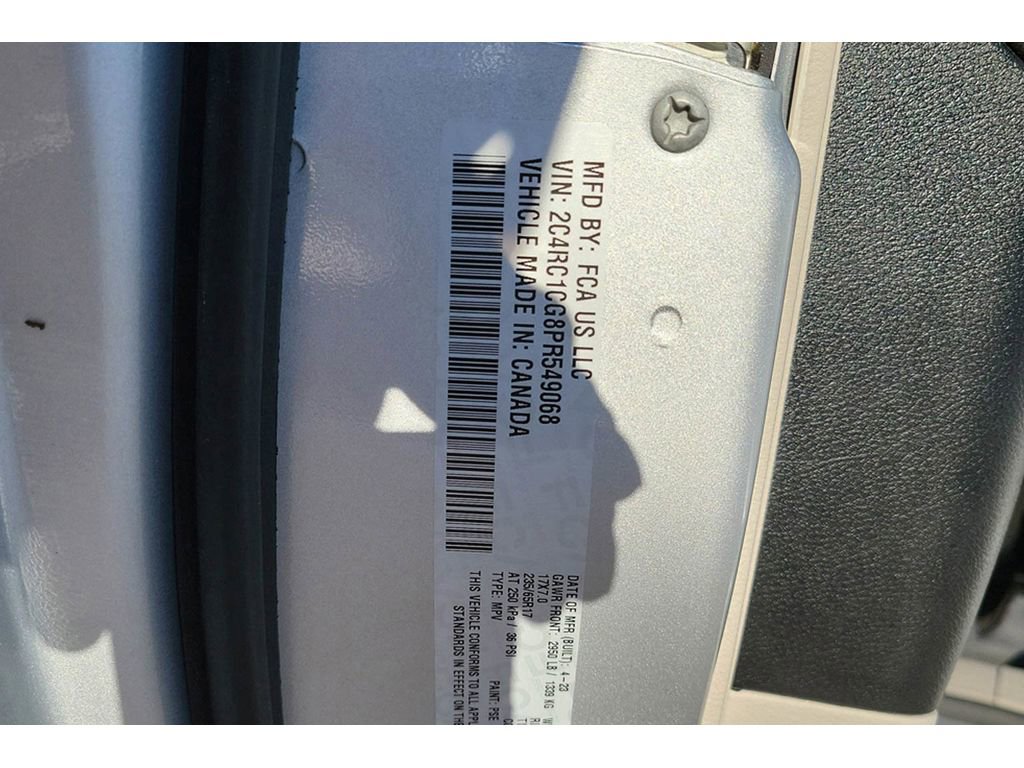 MFD BY: FCA US LLC
VIN: 2C4RC1CG8PR549068
VEHICLE MADE IN: CANADA
DATE OF MFR (BUILT): 4-23
GAWR FRONT: 2950 LB / 1339 KG
17X7.0
235/65R17
AT 250 kPa / 36 PSI
TYPE: MPV PAINT: PSE
THIS VEHICLE CONFORMS TO ALL APPL
STANDARDS IN EFFECT ON THE